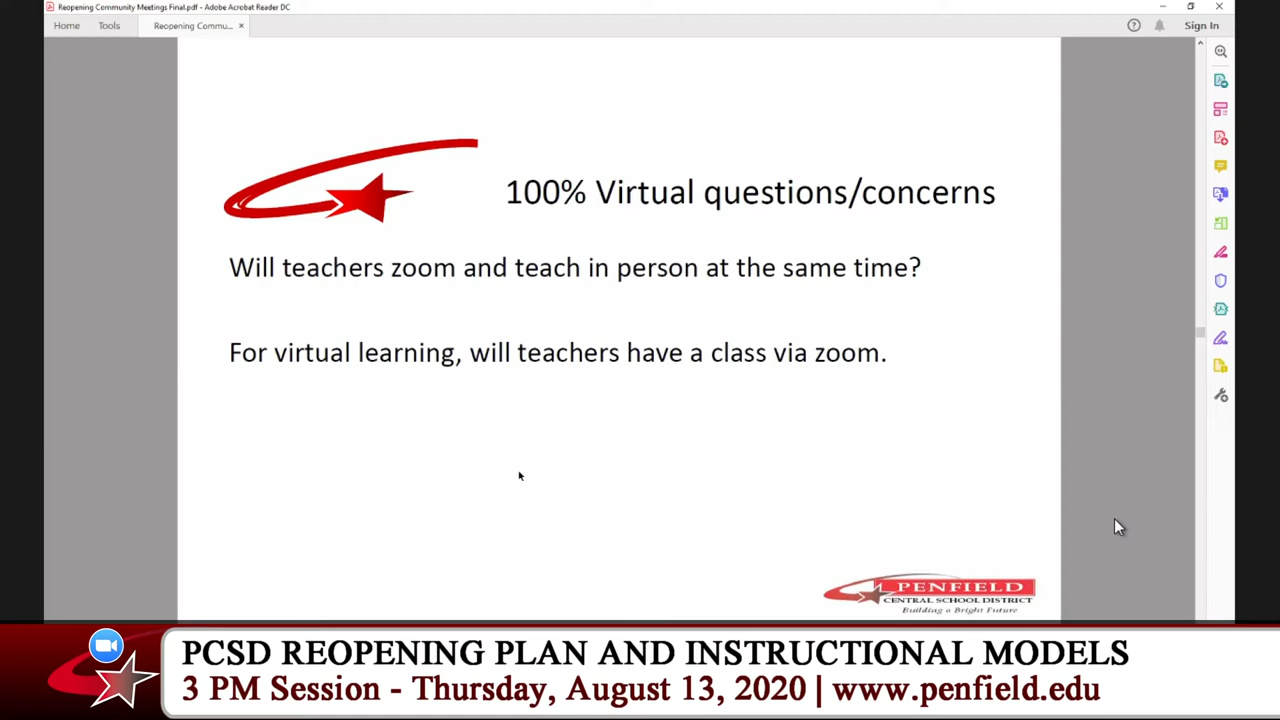 Reopening Community Meetings Final.pdf - Adobe Acrobat Reader DC
Home Tools Reopening Commu... × Sign In
100% Virtual questions/concerns
Will teachers zoom and teach in person at the same time?
For virtual learning, will teachers have a class via zoom.
PENFIELD
CENTRAL SCHOOL DISTRICT
Building a Bright Future
PCSD REOPENING PLAN AND INSTRUCTIONAL MODELS
3 PM Session - Thursday, August 13, 2020 | www.penfield.edu